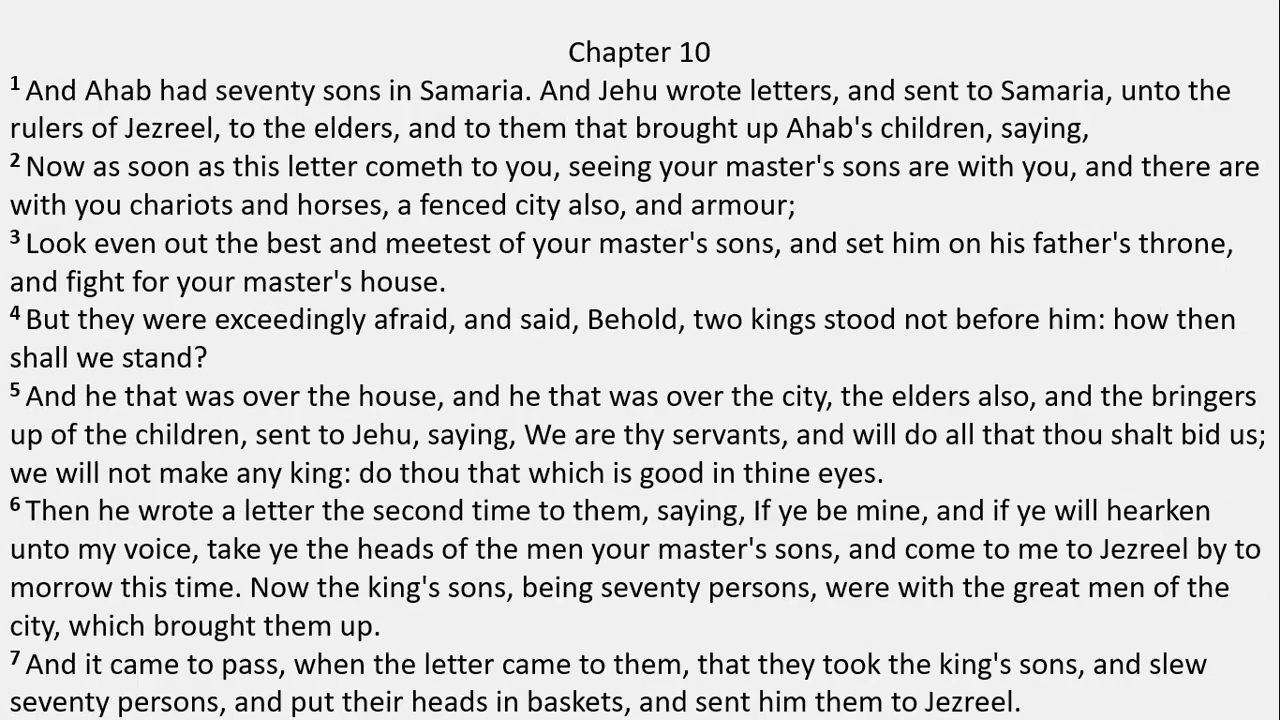 Chapter 10
1 And Ahab had seventy sons in Samaria. And Jehu wrote letters, and sent to Samaria, unto the
rulers of Jezreel, to the elders, and to them that brought up Ahab's children, saying,
2 Now as soon as this letter cometh to you, seeing your master's sons are with you, and there are
with you chariots and horses, a fenced city also, and armour;
3 Look even out the best and meetest of your master's sons, and set him on his father's throne,
and fight for your master's house.
4 But they were exceedingly afraid, and said, Behold, two kings stood not before him: how then
shall we stand?
5 And he that was over the house, and he that was over the city, the elders also, and the bringers
up of the children, sent to Jehu, saying, We are thy servants, and will do all that thou shalt bid us;
we will not make any king: do thou that which is good in thine eyes.
6 Then he wrote a letter the second time to them, saying, If ye be mine, and if ye will hearken
unto my voice, take ye the heads of the men your master's sons, and come to me to Jezreel by to
morrow this time. Now the king's sons, being seventy persons, were with the great men of the
city, which brought them up.
7 And it came to pass, when the letter came to them, that they took the king's sons, and slew
seventy persons, and put their heads in baskets, and sent him them to Jezreel.